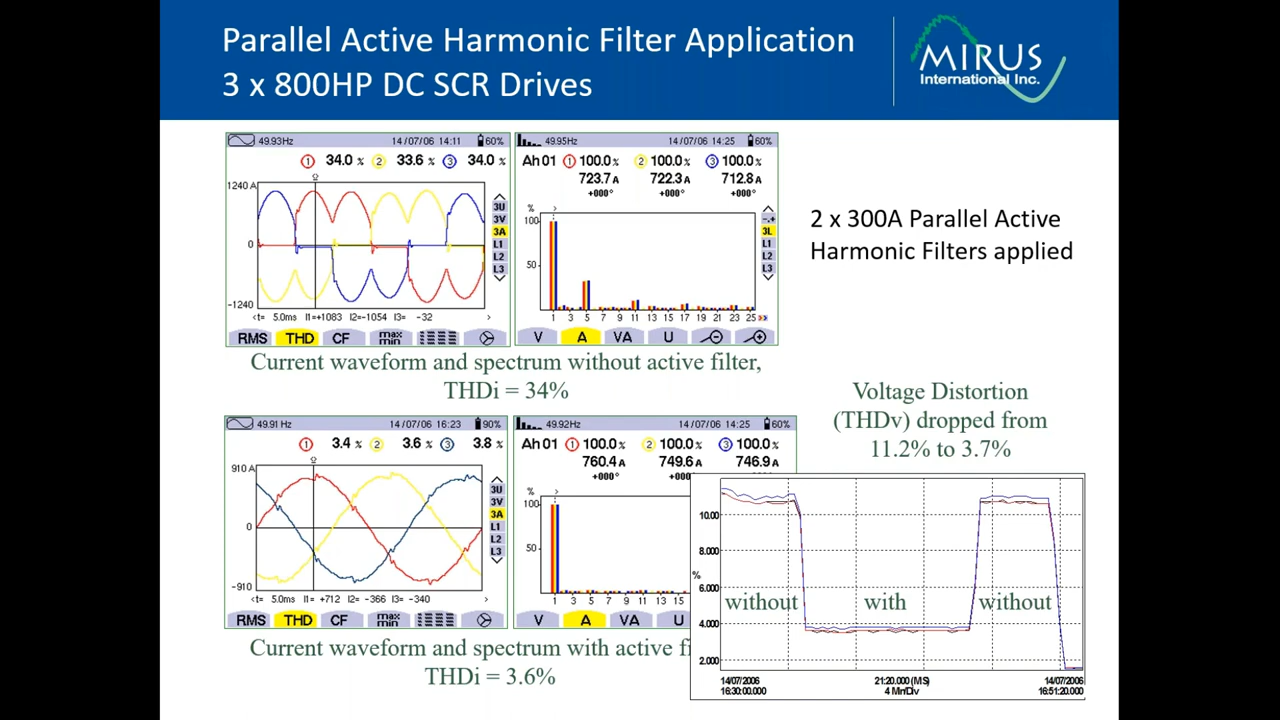 Parallel Active Harmonic Filter Application
3 x 800HP DC SCR Drives
MIRUS
International Inc.
49.93Hz 14/07/06 14:11 60%
1 34.0 % 2 33.6 % 3 34.0 %
1240 A
0
-1240
3U
3V
3A
L1
L2
L3
<t= 5.0ms I1=+1083 I2=-1054 I3= -32 >
RMS THD CF max min
49.95Hz 14/07/06 14:25 60%
Ah 01 1 100.0 % 2 100.0 % 3 100.0 %
723.7 A 722.3 A 712.8 A
+000° +000° +000°
%
100
50
-.+
3L
L1
L2
L3
1 3 5 7 9 11 13 15 17 19 21 23 25 >>
V A VA U
Current waveform and spectrum without active filter,
THDi = 34%
2 x 300A Parallel Active
Harmonic Filters applied
49.91 Hz 14/07/06 16:23 90%
1 3.4 % 2 3.6 % 3 3.8 %
910 A
0
-910
3U
3V
3A
L1
L2
L3
<t= 5.0ms I1= +712 I2= -366 I3= -340 >
RMS THD CF max min
49.92Hz 14/07/06 14:25 60%
Ah 01 1 100.0 % 2 100.0 % 3 100.0 %
760.4 A 749.6 A 746.9 A
+000° +000° +000°
%
100
50
1 3 5 7 9 11 13 15
V A VA U
Current waveform and spectrum with active fi
THDi = 3.6%
Voltage Distortion
(THDv) dropped from
11.2% to 3.7%
10.00
8.000
%
6.000
4.000
2.000
without with without
14/07/2006 21:20.000 (M:S) 14/07/2006
16:30:00.000 4 Min/Div 16:51:20.000